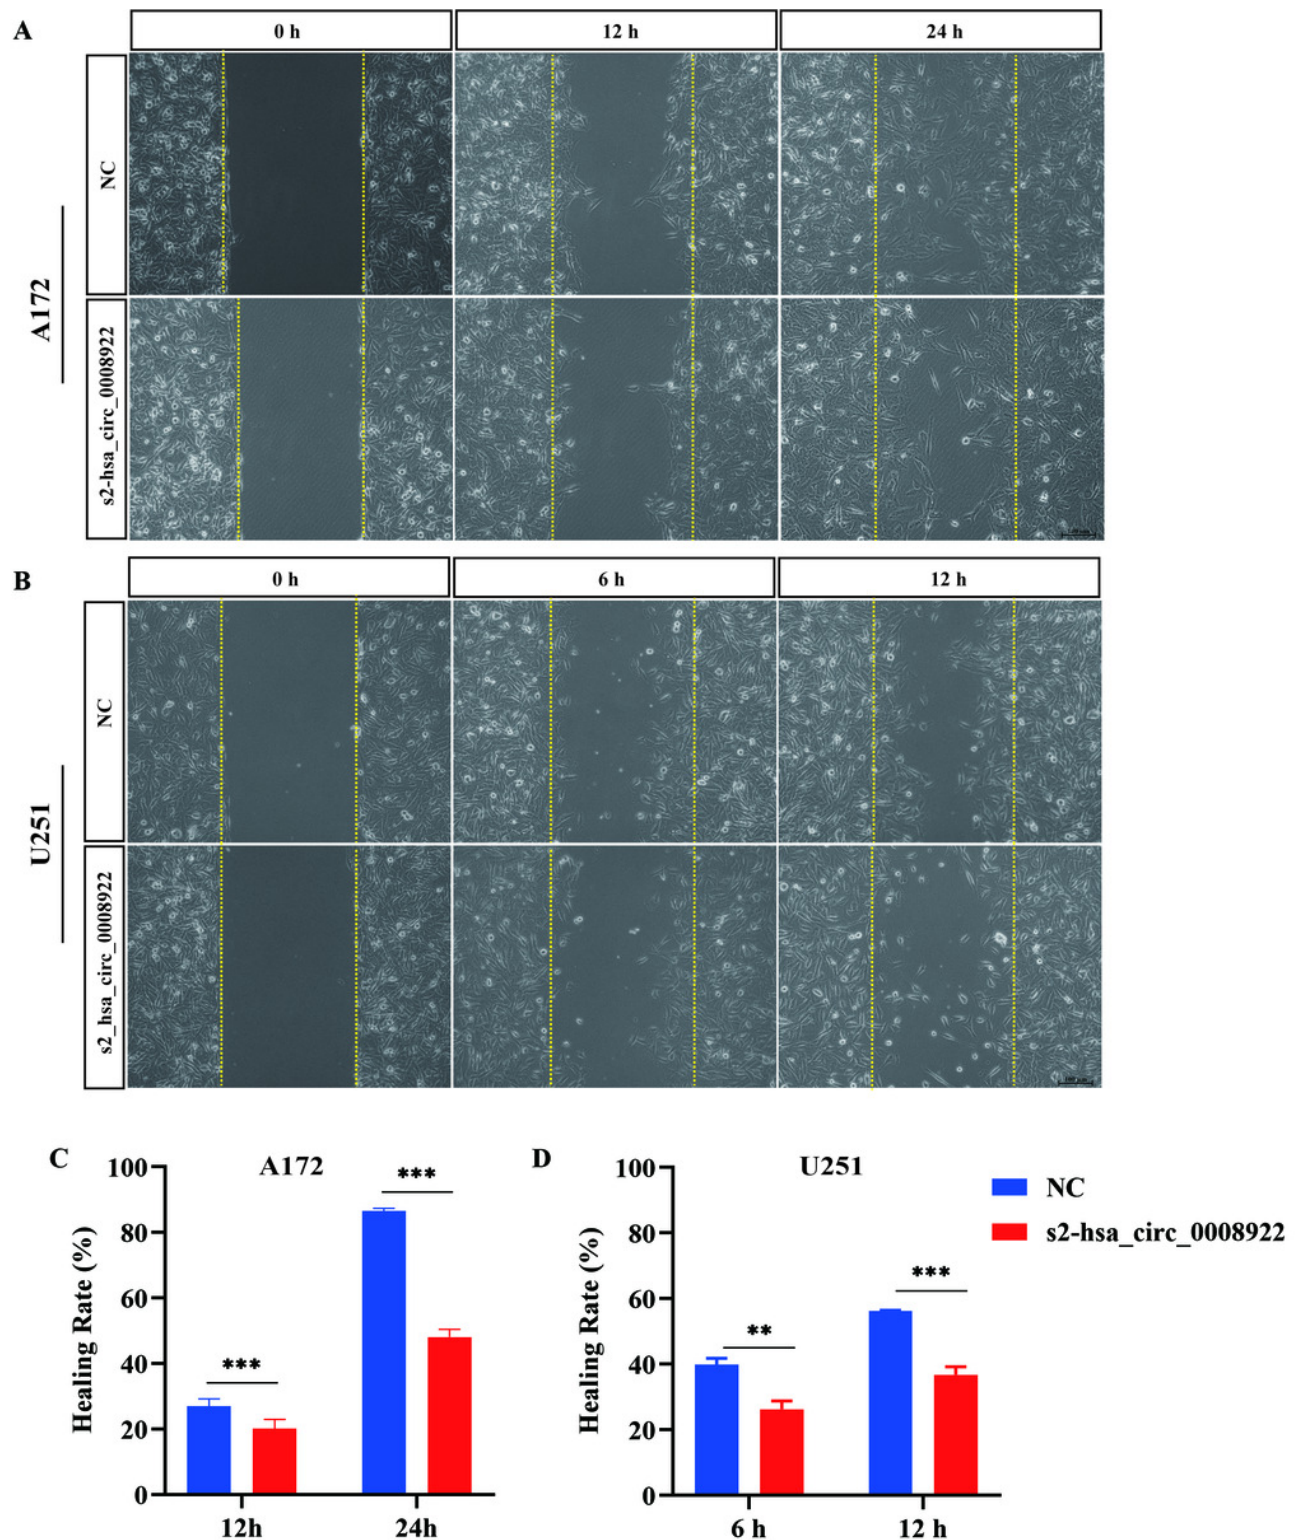 A
0 h
12 h
24 h
NC
A172
s2-hsa_circ_0008922
B
0 h
6 h
12 h
NC
U251
s2_hsa_circ_0008922
C
A172
Healing Rate (%)
100
80
60
40
20
0
***
***
12h
24h
D
U251
Healing Rate (%)
100
80
60
40
20
0
**
***
6 h
12 h
NC
s2-hsa_circ_0008922